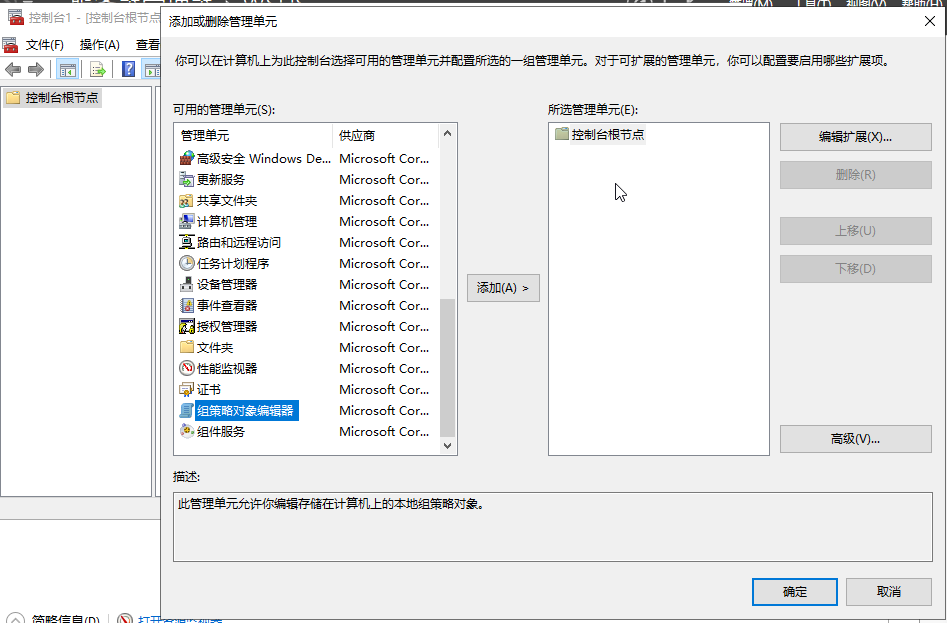 控制台1 - [控制台根节点
文件(F) 操作(A) 查看
控制台根节点
添加或删除管理单元
你可以在计算机上为此控制台选择可用的管理单元并配置所选的一组管理单元。对于可扩展的管理单元，你可以配置要启用哪些扩展项。
可用的管理单元(S):
管理单元 供应商
高级安全 Windows De... Microsoft Cor...
更新服务 Microsoft Cor...
共享文件夹 Microsoft Cor...
计算机管理 Microsoft Cor...
路由和远程访问 Microsoft Cor...
任务计划程序 Microsoft Cor...
设备管理器 Microsoft Cor...
事件查看器 Microsoft Cor...
授权管理器 Microsoft Cor...
文件夹 Microsoft Cor...
性能监视器 Microsoft Cor...
证书 Microsoft Cor...
组策略对象编辑器 Microsoft Cor...
组件服务 Microsoft Cor...
添加(A) >
所选管理单元(E):
控制台根节点
编辑扩展(X)...
删除(R)
上移(U)
下移(D)
高级(V)...
描述:
此管理单元允许你编辑存储在计算机上的本地组策略对象。
确定 取消
简略信息(D)